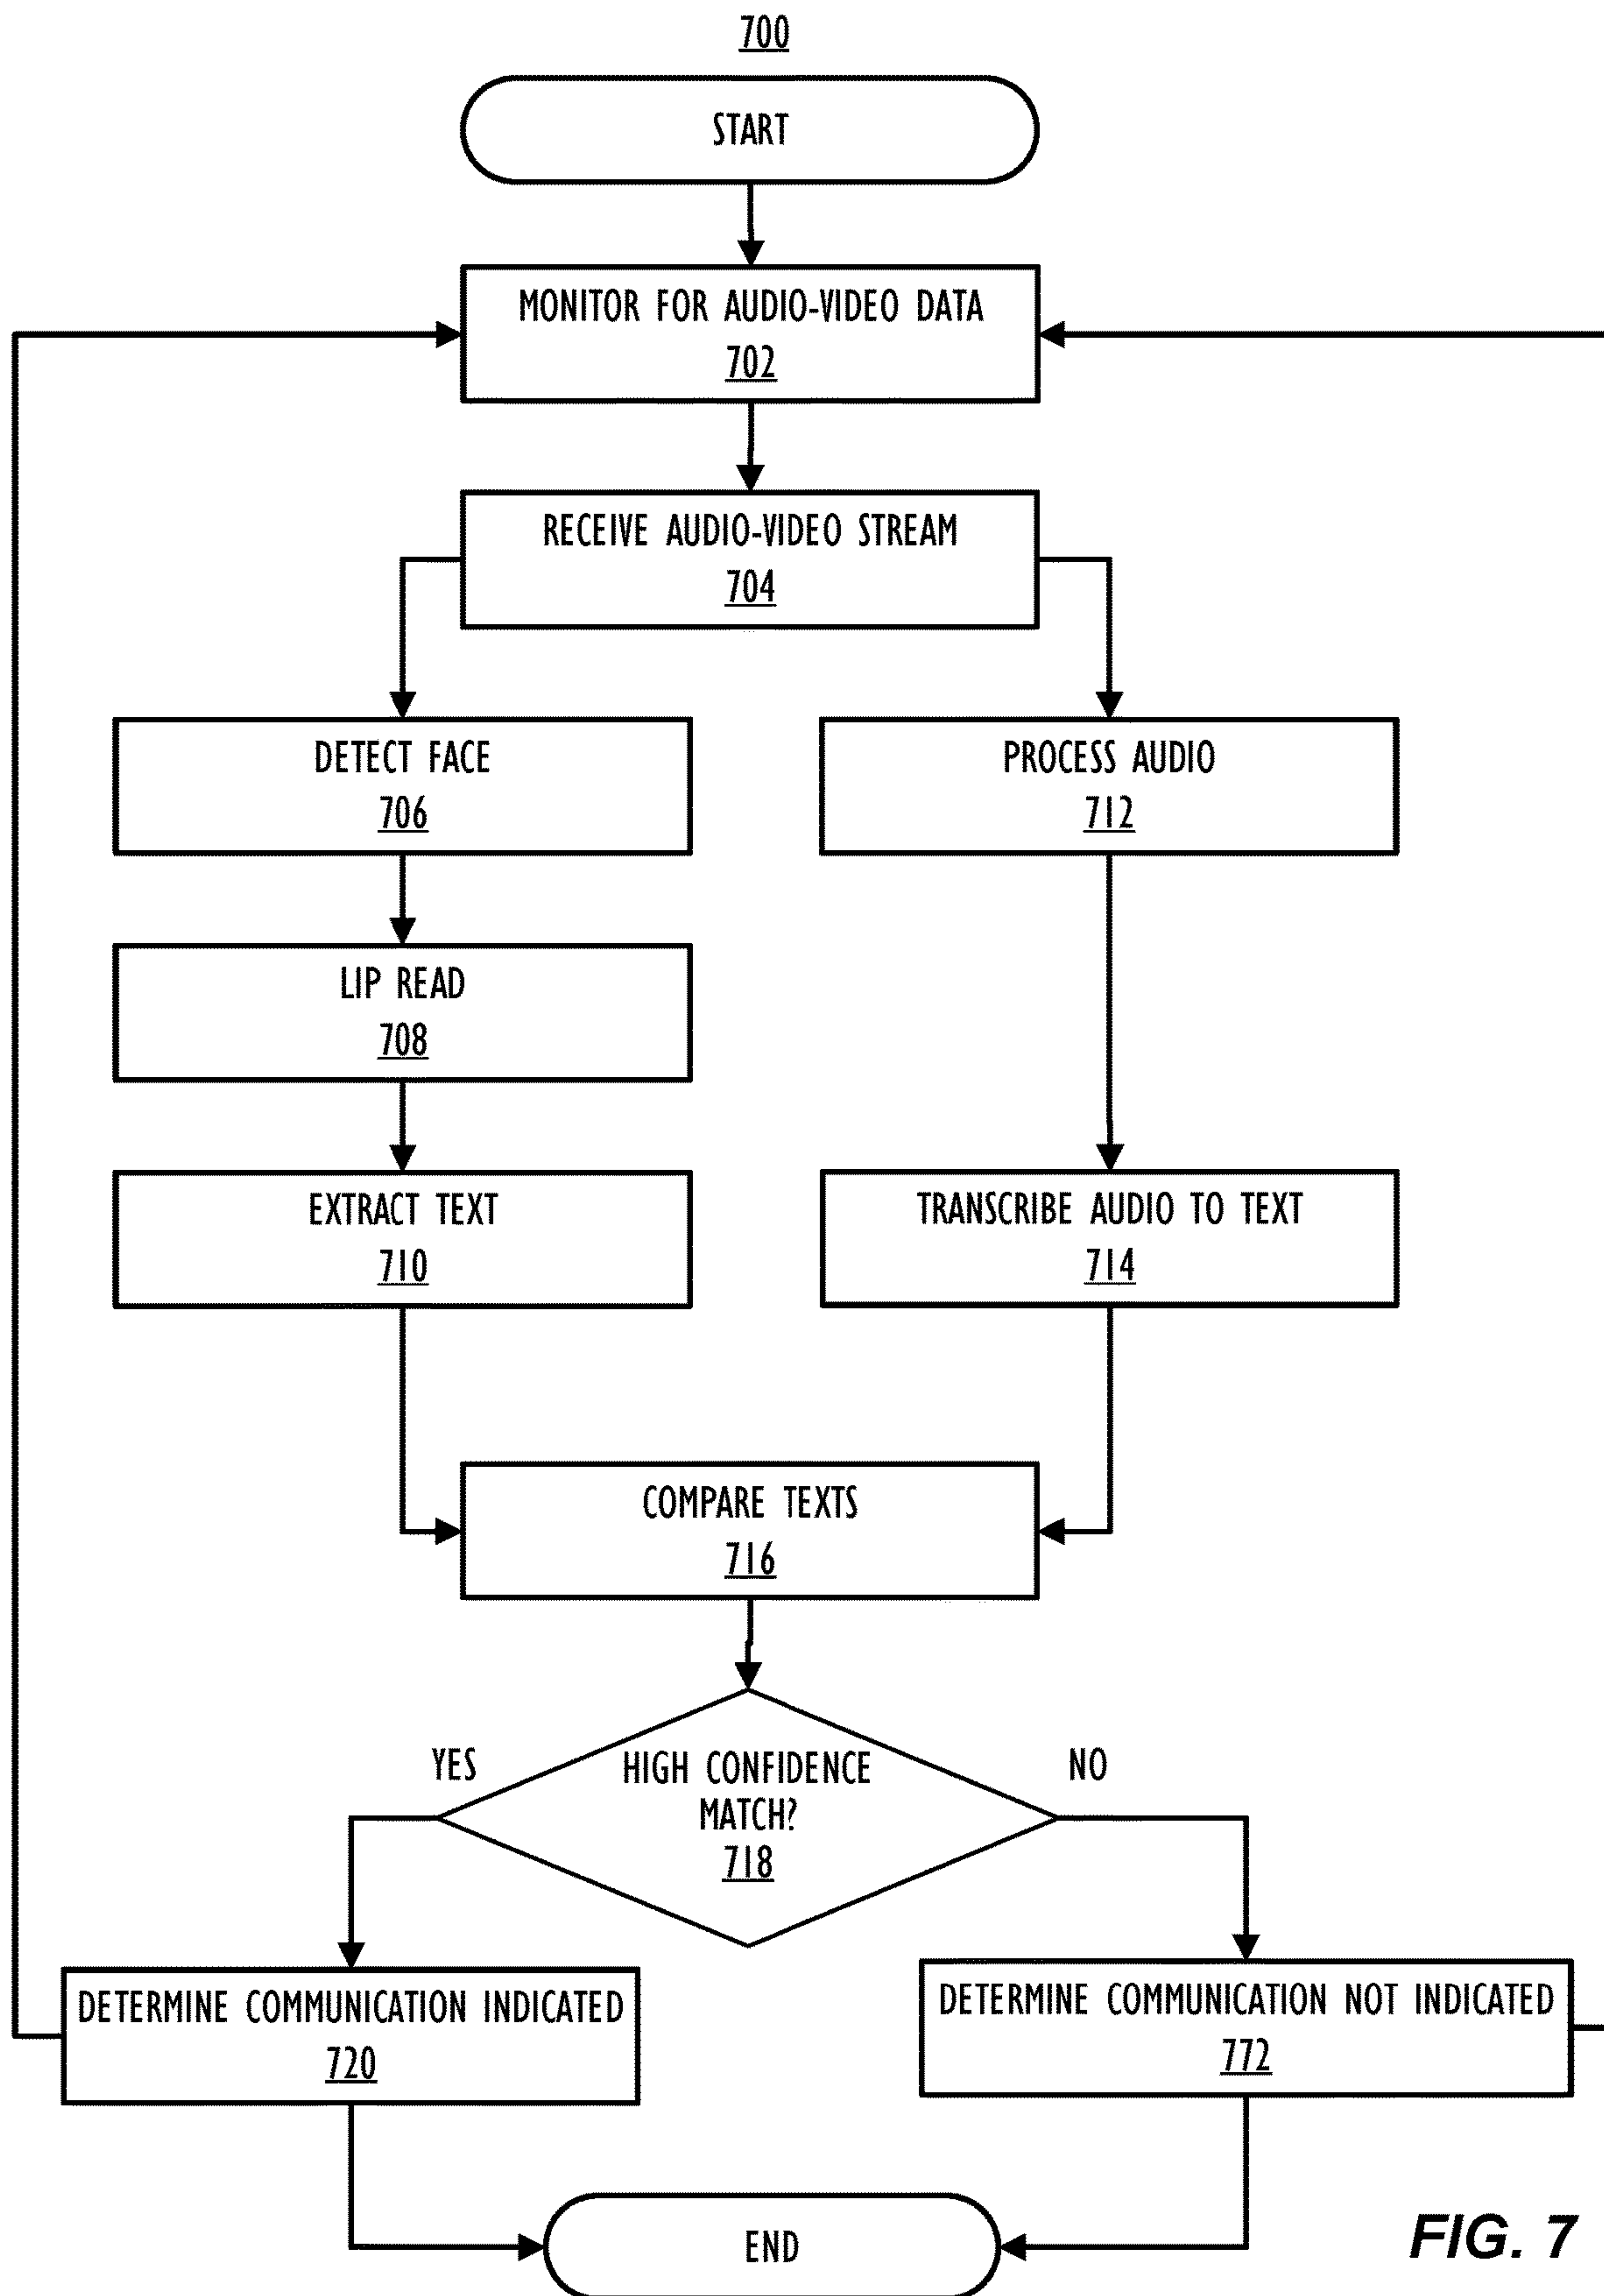 700
START
MONITOR FOR AUDIO-VIDEO DATA
702
RECEIVE AUDIO-VIDEO STREAM
704
DETECT FACE
706
PROCESS AUDIO
712
LIP READ
708
EXTRACT TEXT
710
TRANSCRIBE AUDIO TO TEXT
714
COMPARE TEXTS
716
YES
HIGH CONFIDENCE
MATCH?
718
NO
DETERMINE COMMUNICATION INDICATED
720
DETERMINE COMMUNICATION NOT INDICATED
772
END
FIG. 7